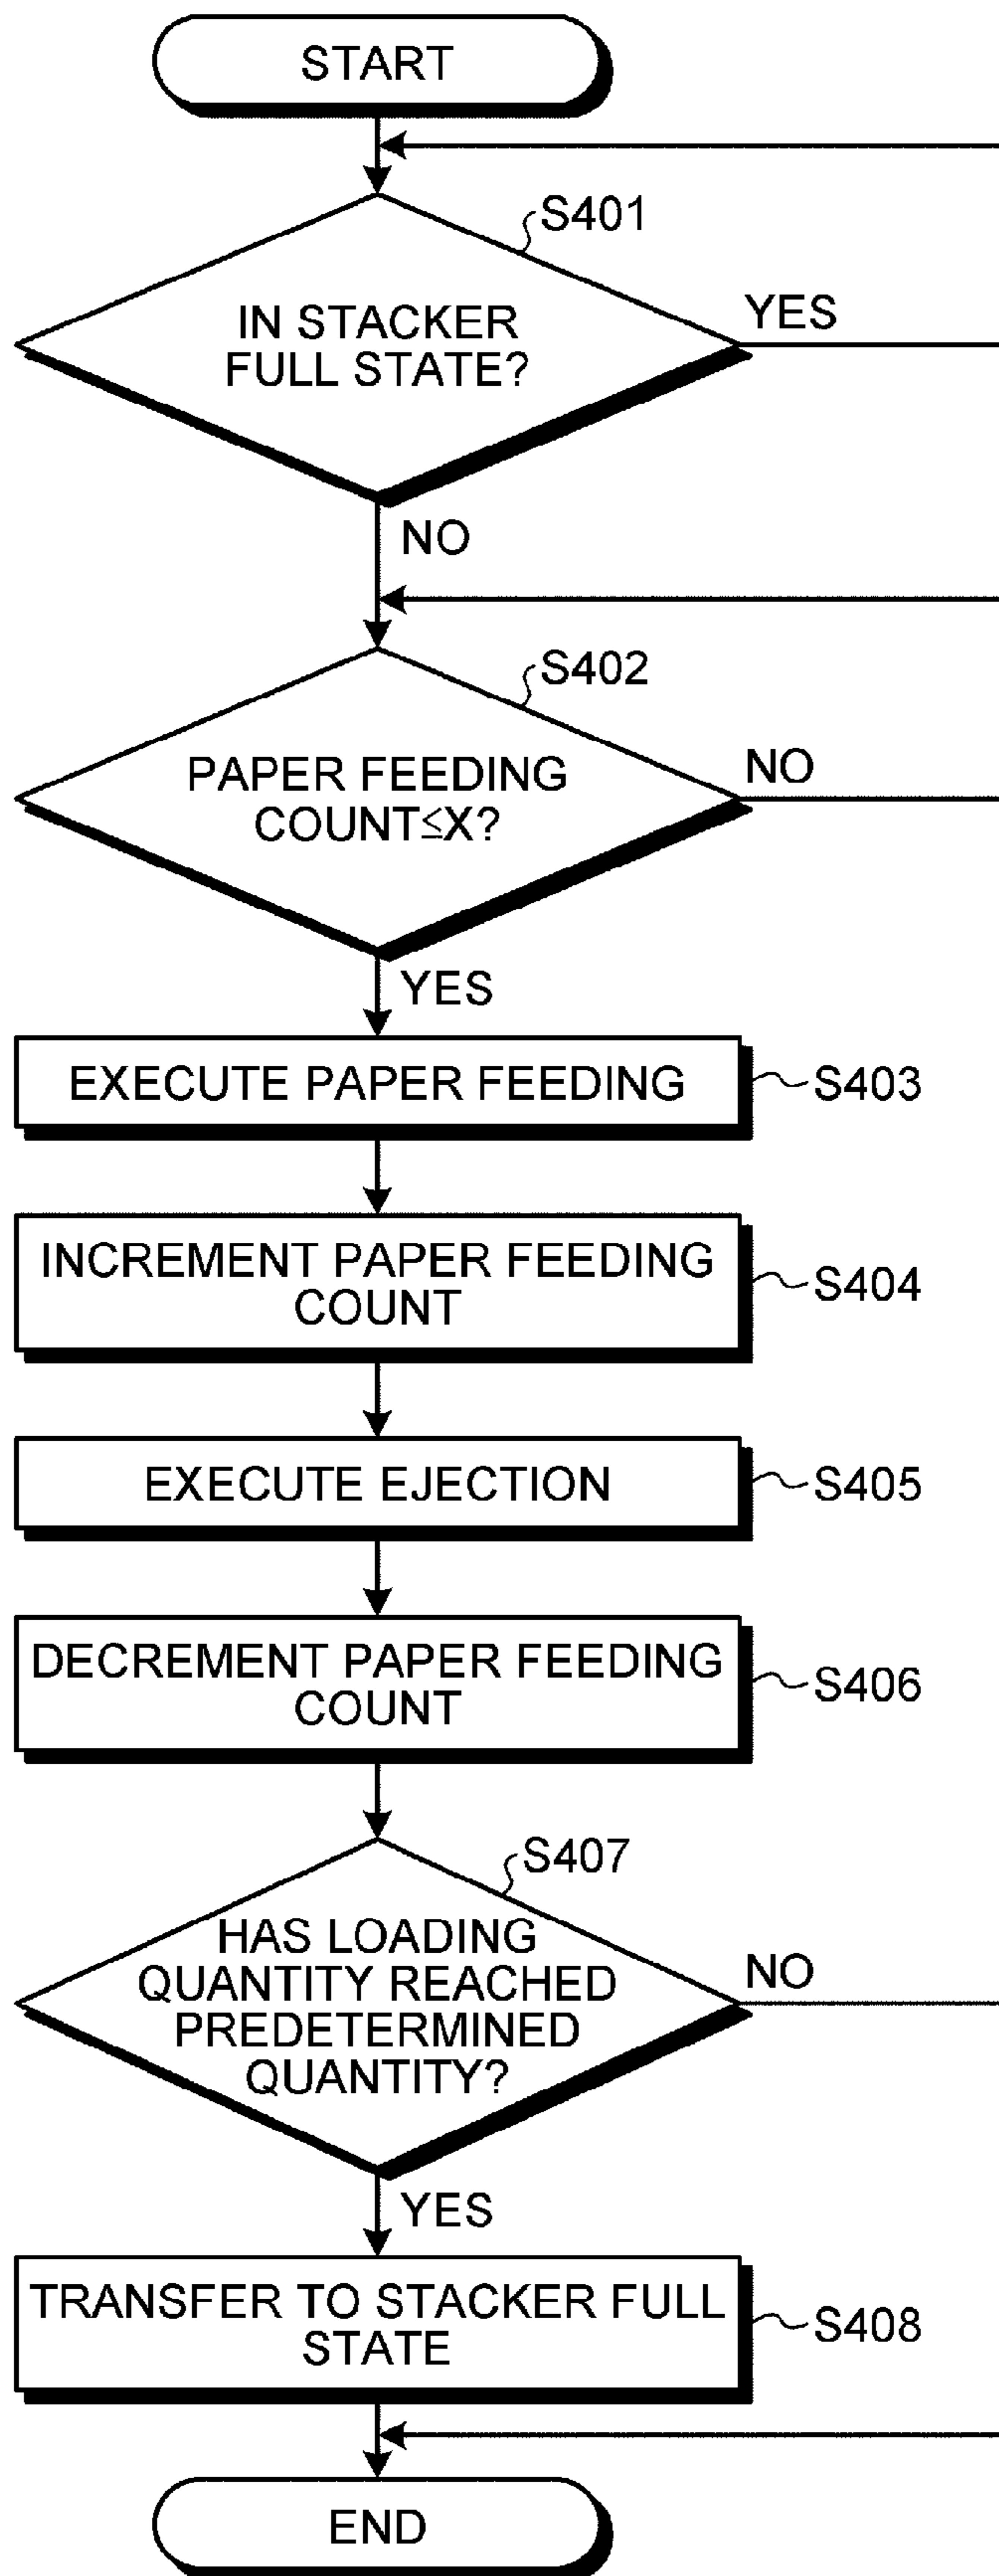 START
S401
IN STACKER
FULL STATE?
YES
NO
S402
PAPER FEEDING
COUNT≦X?
NO
YES
EXECUTE PAPER FEEDING
S403
INCREMENT PAPER FEEDING
COUNT
S404
EXECUTE EJECTION
S405
DECREMENT PAPER FEEDING
COUNT
S406
S407
HAS LOADING
QUANTITY REACHED
PREDETERMINED
QUANTITY?
NO
YES
TRANSFER TO STACKER FULL
STATE
S408
END